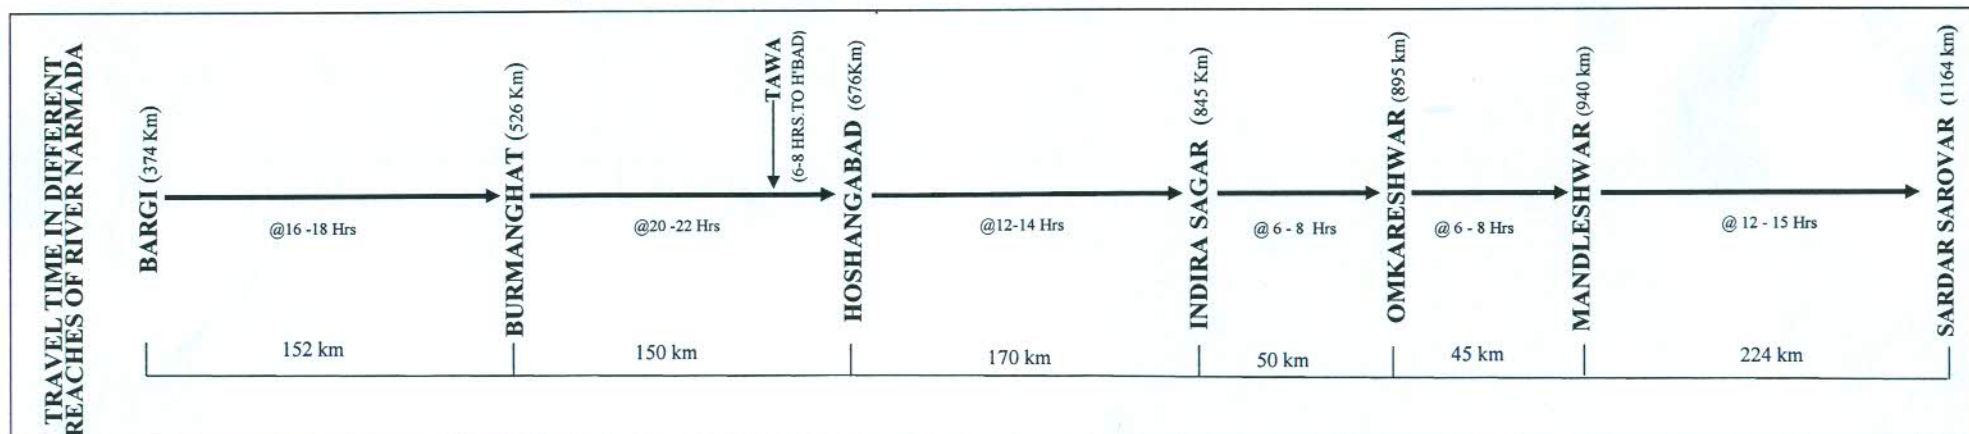 TRAVEL TIME IN DIFFERENT
REACHES OF RIVER NARMADA
BARGI (374 Km)
@16 -18 Hrs
BURMANGHAT (526 Km)
@20 -22 Hrs
TAWA
(6-8 HRS. TO H'BAD)
HOSHANGABAD (676Km)
@12-14 Hrs
INDIRA SAGAR (845 Km)
@ 6 - 8 Hrs
OMKARESHWAR (895 km)
@ 6 - 8 Hrs
MANDLESHWAR (940 km)
@ 12 - 15 Hrs
SARDAR SAROVAR (1164 km)
152 km
150 km
170 km
50 km
45 km
224 km